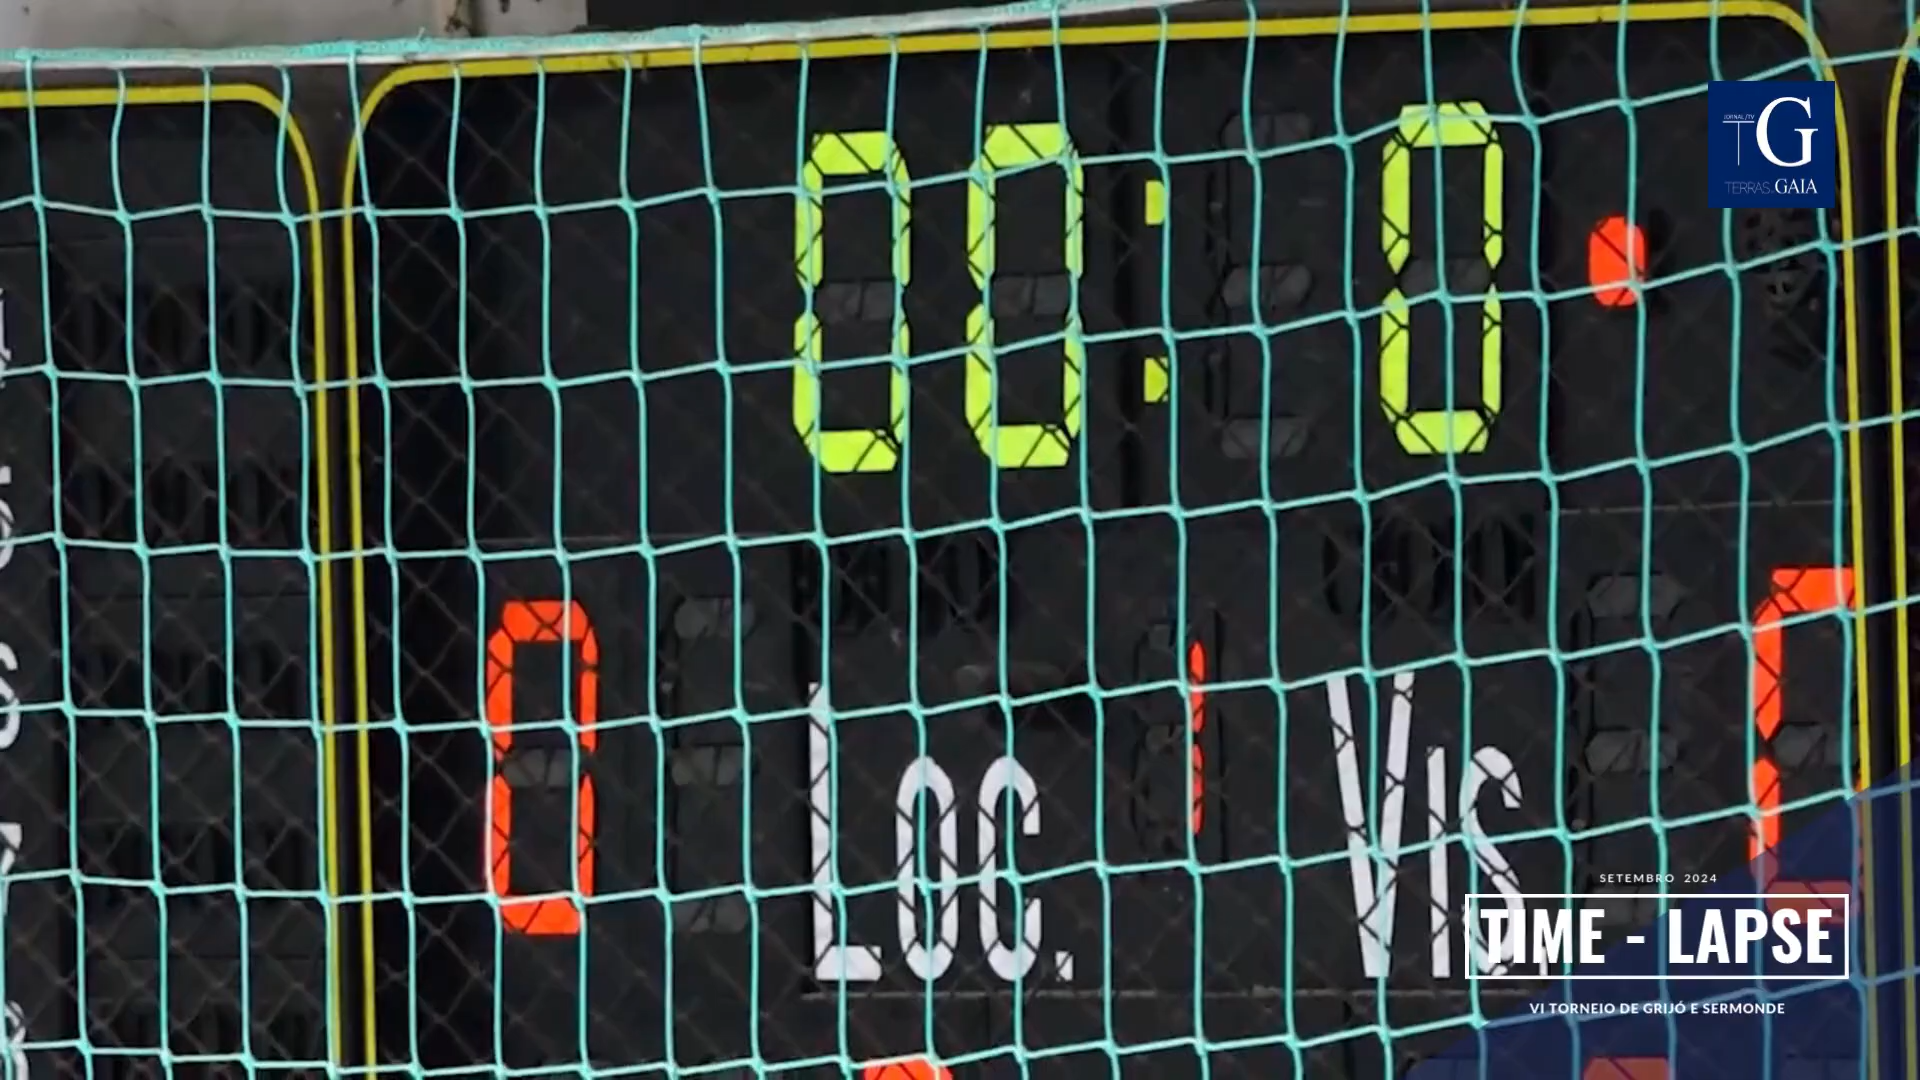 JORNAL/TV
TG
TERRAS.GAIA
00: 0
0 LOC. 1 VIS.
SETEMBRO 2024
TIME - LAPSE
VI TORNEIO DE GRIJÓ E SERMONDE